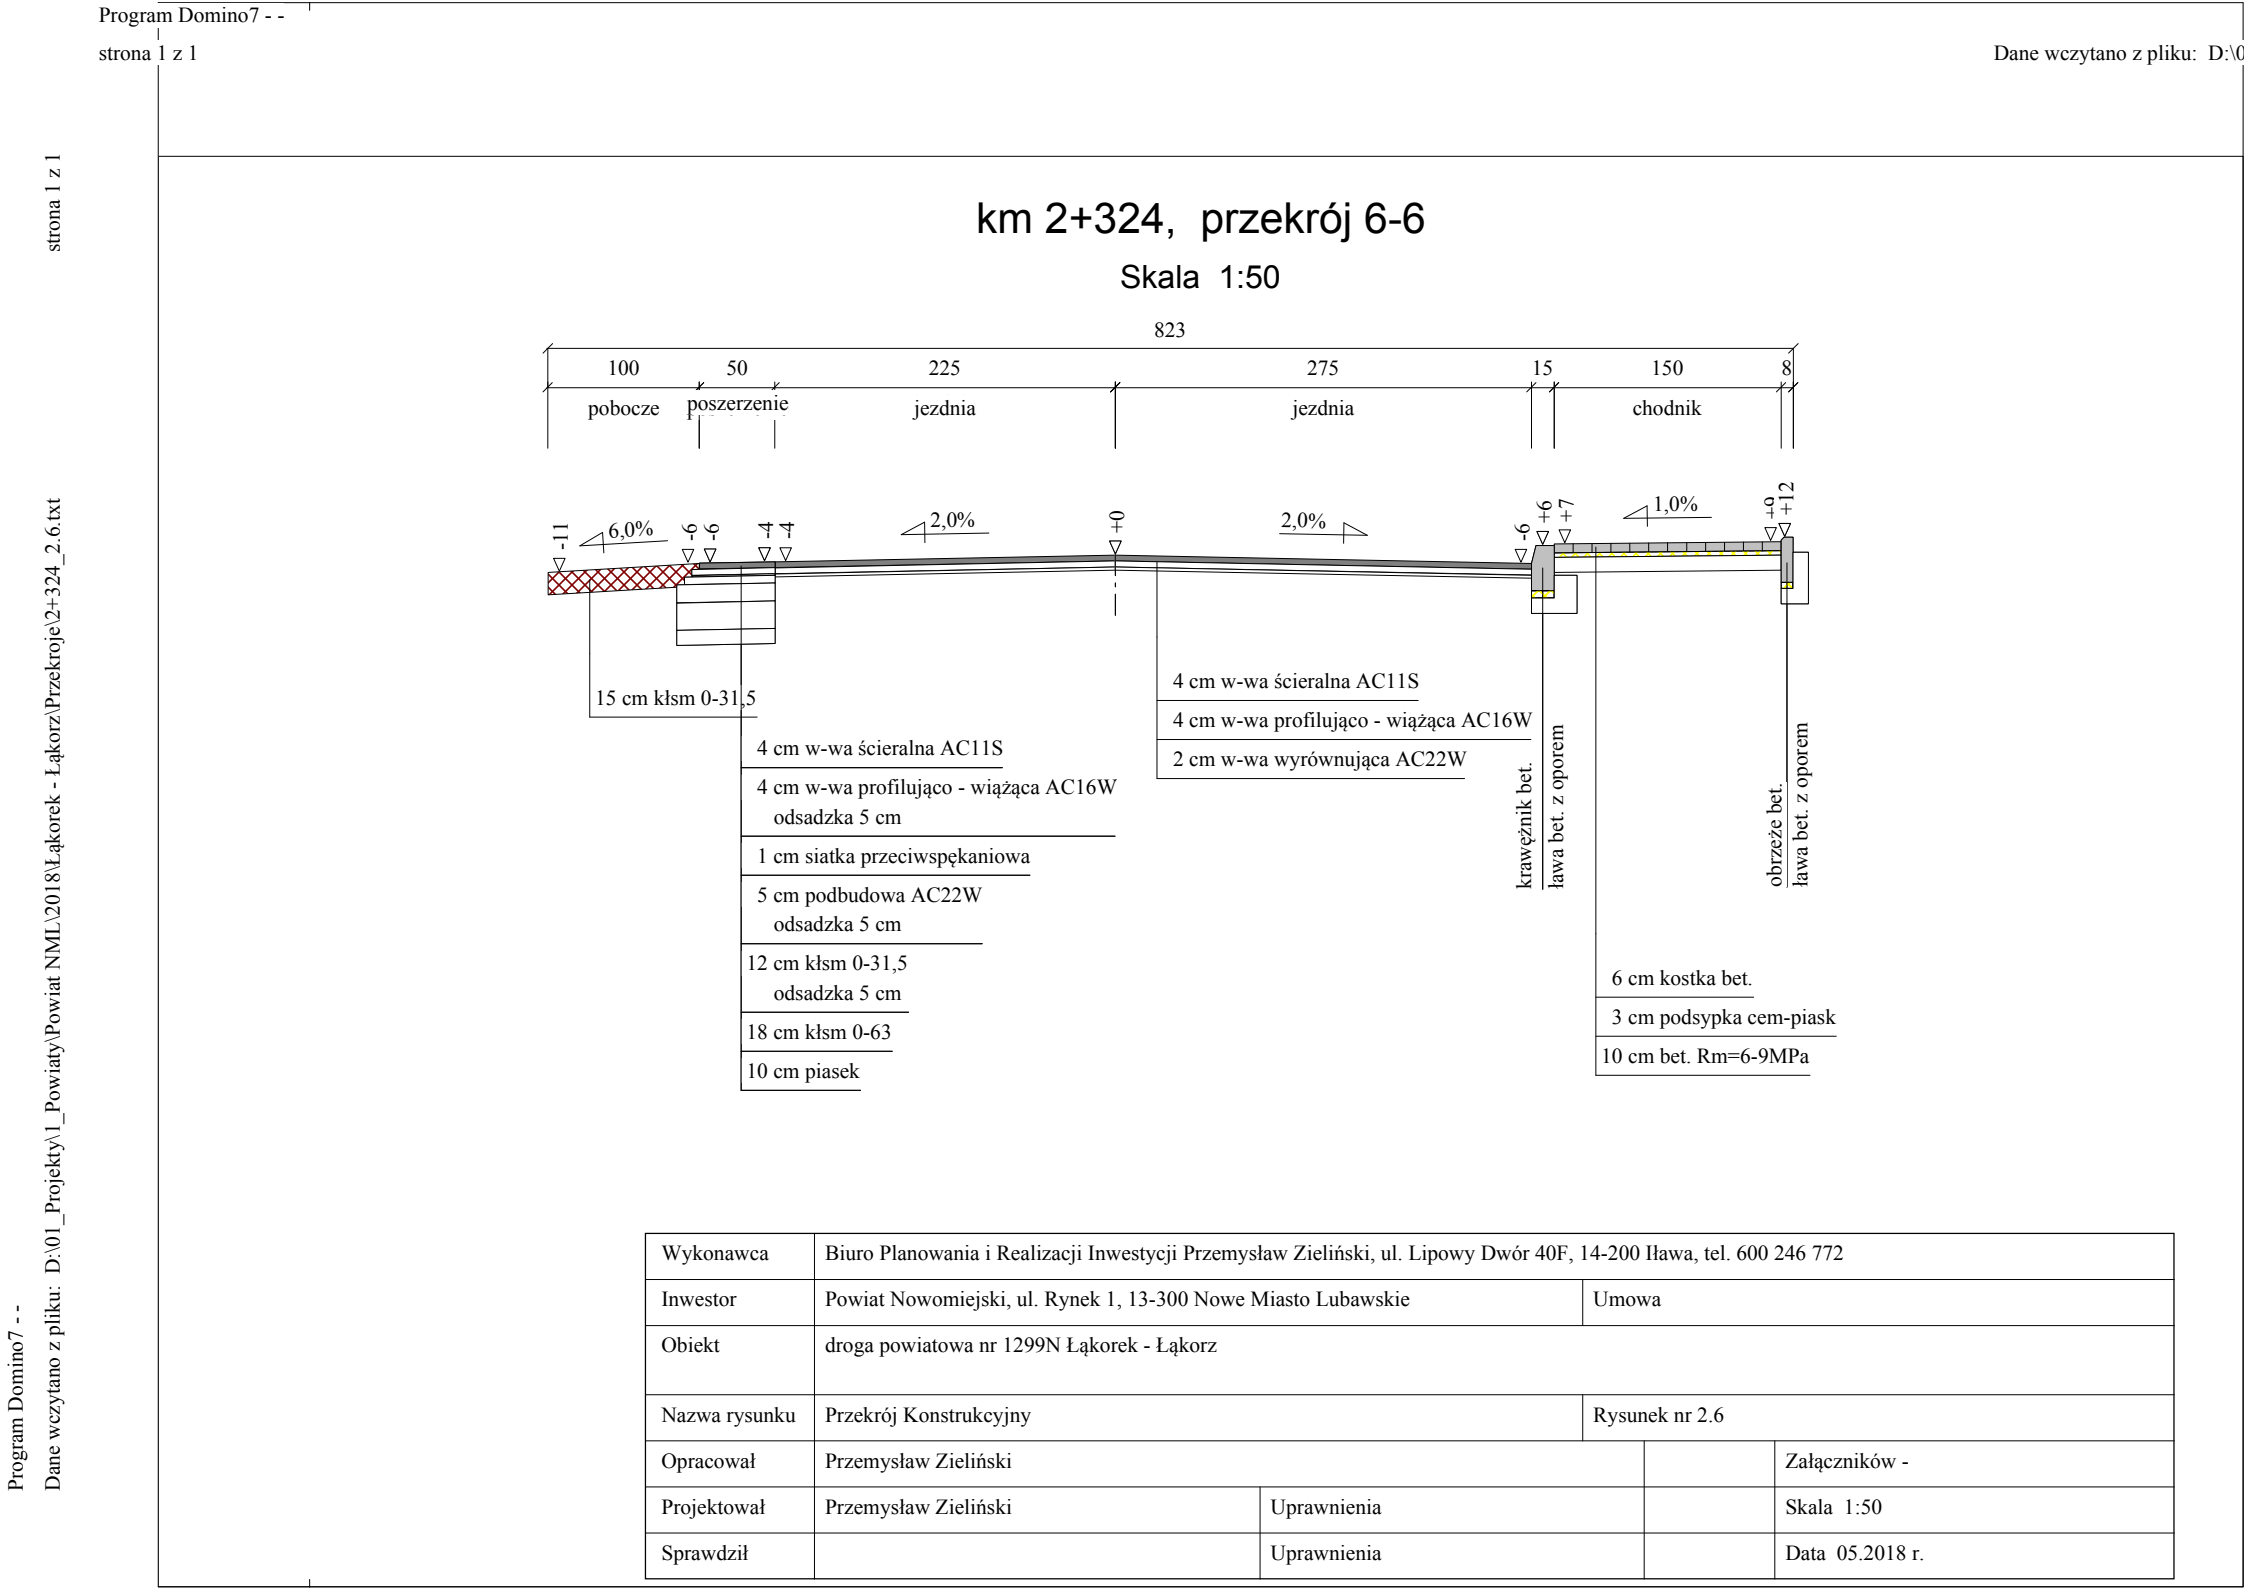 Program Domino7 - -
strona 1 z 1
Dane wczytano z pliku: D:\0
strona 1 z 1
Program Domino7 - -
Dane wczytano z pliku: D:\01_Projekty\1_Powiaty\Powiat NML\2018\Łąkorek - Łąkorz\Przekroje\2+324_2.6.txt
km 2+324, przekrój 6-6
Skala 1:50
823
100 50 225 275 15 150 8
pobocze poszerzenie jezdnia jezdnia chodnik
-11 6,0% -6 -6 -4 -4 2,0% +0 2,0% -6 +6 +7 1,0% +9 +12
15 cm kłsm 0-31,5
4 cm w-wa ścieralna AC11S
4 cm w-wa profilująco - wiążąca AC16W
odsadzka 5 cm
1 cm siatka przeciwspękaniowa
5 cm podbudowa AC22W
odsadzka 5 cm
12 cm kłsm 0-31,5
odsadzka 5 cm
18 cm kłsm 0-63
10 cm piasek
4 cm w-wa ścieralna AC11S
4 cm w-wa profilująco - wiążąca AC16W
2 cm w-wa wyrównująca AC22W
krawężnik bet.
ława bet. z oporem
obrzeże bet.
ława bet. z oporem
6 cm kostka bet.
3 cm podsypka cem-piask
10 cm bet. Rm=6-9MPa
Wykonawca Biuro Planowania i Realizacji Inwestycji Przemysław Zieliński, ul. Lipowy Dwór 40F, 14-200 Iława, tel. 600 246 772
Inwestor Powiat Nowomiejski, ul. Rynek 1, 13-300 Nowe Miasto Lubawskie Umowa
Obiekt droga powiatowa nr 1299N Łąkorek - Łąkorz
Nazwa rysunku Przekrój Konstrukcyjny Rysunek nr 2.6
Opracował Przemysław Zieliński Załączników -
Projektował Przemysław Zieliński Uprawnienia Skala 1:50
Sprawdził Uprawnienia Data 05.2018 r.